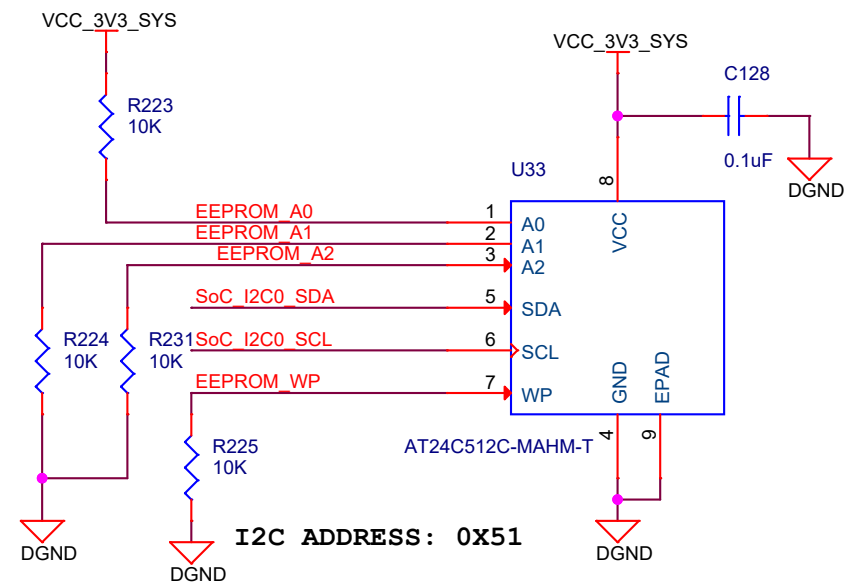 VCC_3V3_SYS
VCC_3V3_SYS
C128
R223
10K
0.1uF
U33
8
DGND
EEPROM_A0
1
A0
VCC
EEPROM_A1
2
A1
EEPROM_A2
3
A2
SoC_I2C0_SDA
5
SDA
R224
10K
R231
10K
SoC_I2C0_SCL
6
SCL
EEPROM_WP
7
WP
GND
EPAD
4
9
R225
10K
AT24C512C-MAHM-T
I2C ADDRESS: 0X51
DGND
DGND
DGND